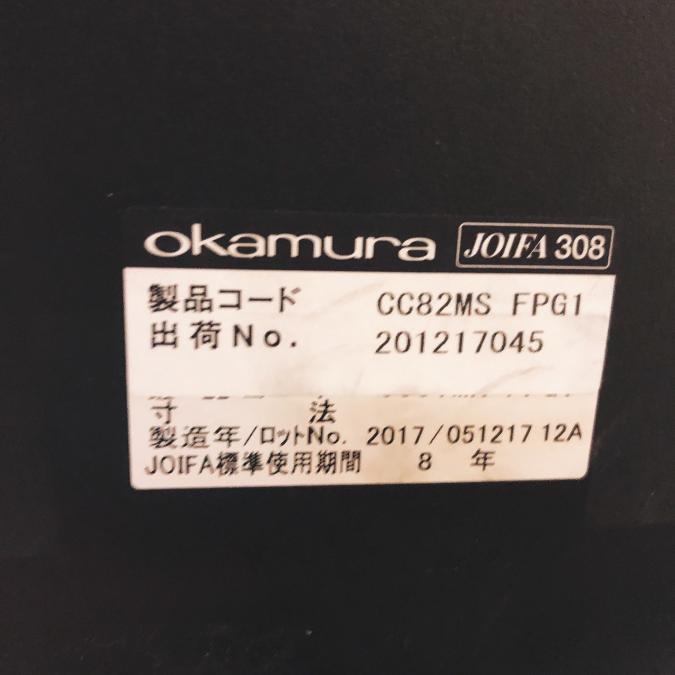 okamura JOIFA 308
製品コード CC82MS FPG1
出荷No. 201217045
寸 法
製造年/ロットNo. 2017/051217 12A
JOIFA標準使用期間 8 年